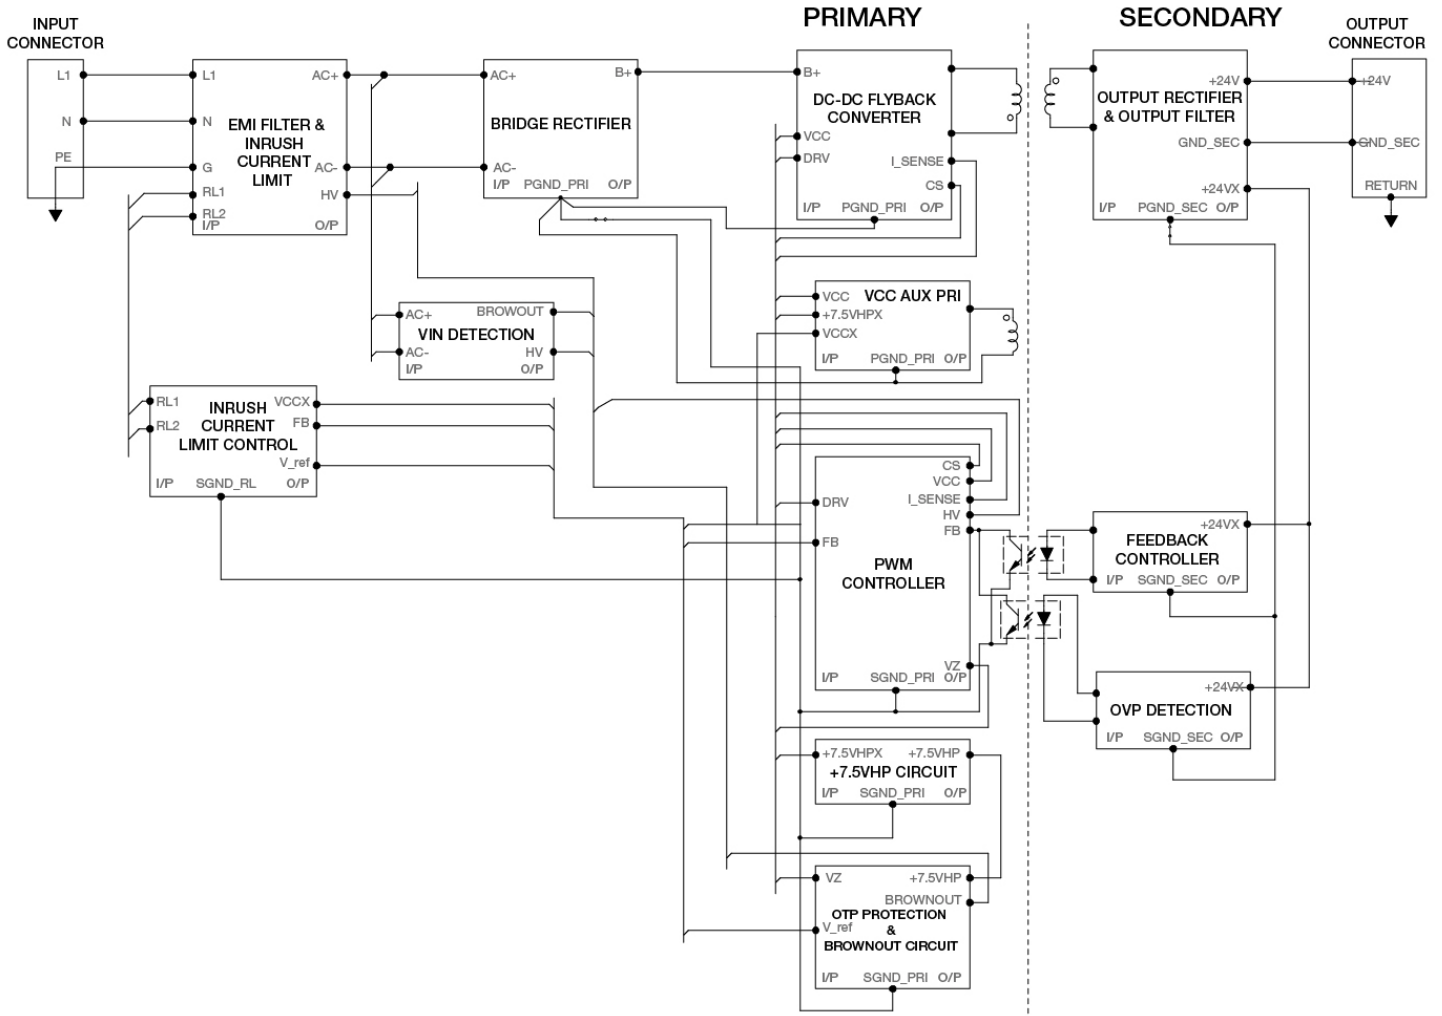 PRIMARY
SECONDARY
INPUT
CONNECTOR
L1
N
PE
L1
N
G
RL1
RL2
I/P
EMI FILTER &
INRUSH
CURRENT
LIMIT
AC+
AC-
HV
O/P
AC+
AC-
I/P
BRIDGE RECTIFIER
PGND_PRI
B+
O/P
B+
VCC
DRV
I/P
DC-DC FLYBACK
CONVERTER
I_SENSE
CS
PGND_PRI
O/P
OUTPUT RECTIFIER
& OUTPUT FILTER
+24V
GND_SEC
+24VX
I/P
PGND_SEC
O/P
OUTPUT
CONNECTOR
+24V
GND_SEC
RETURN
AC+
AC-
I/P
VIN DETECTION
BROWOUT
HV
O/P
VCC
+7.5VHPX
VCCX
I/P
VCC AUX PRI
PGND_PRI
O/P
RL1
RL2
I/P
INRUSH
CURRENT
LIMIT CONTROL
SGND_RL
VCCX
FB
V_ref
O/P
DRV
FB
I/P
PWM
CONTROLLER
CS
VCC
I_SENSE
HV
FB
VZ
SGND_PRI
O/P
FEEDBACK
CONTROLLER
+24VX
I/P
SGND_SEC
O/P
OVP DETECTION
+24VX
I/P
SGND_SEC
O/P
+7.5VHPX
+7.5VHP
+7.5VHP CIRCUIT
I/P
SGND_PRI
O/P
VZ
+7.5VHP
BROWNOUT
OTP PROTECTION
&
BROWNOUT CIRCUIT
V_ref
I/P
SGND_PRI
O/P